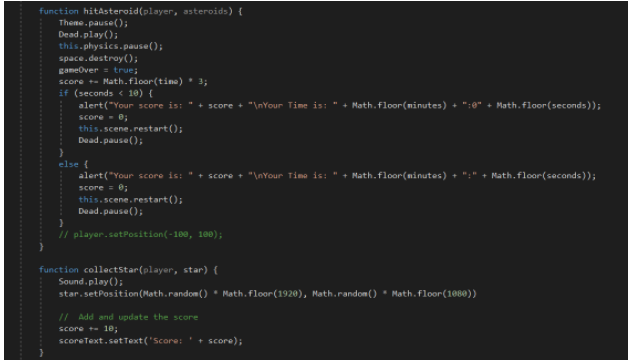 function hitAsteroid(player, asteroids) {
Theme.pause();
Dead.play();
this.physics.pause();
space.destroy();
gameOver = true;
score += Math.floor(time) * 3;
if (seconds < 10) {
alert("Your score is: " + score + "\nYour Time is: " + Math.floor(minutes) + ":0" + Math.floor(seconds));
score = 0;
this.scene.restart();
Dead.pause();
}
else {
alert("Your score is: " + score + "\nYour Time is: " + Math.floor(minutes) + ":" + Math.floor(seconds));
score = 0;
this.scene.restart();
Dead.pause();
}
// player.setPosition(-100, 100);
}
function collectStar(player, star) {
Sound.play();
star.setPosition(Math.random() * Math.floor(1920), Math.random() * Math.floor(1080))
// Add and update the score
score += 10;
scoreText.setText('Score: ' + score);
}